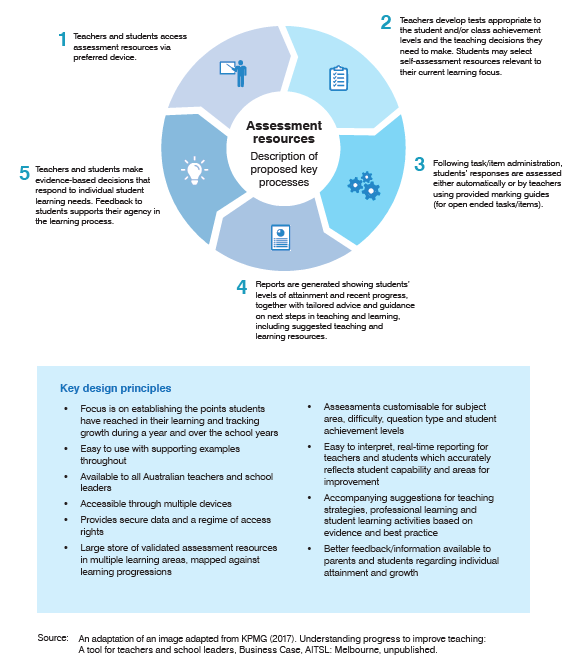 1
Teachers and students access
assessment resources via
preferred device.
2
Teachers develop tests appropriate to
the student and/or class achievement
levels and the teaching decisions they
need to make. Students may select
self-assessment resources relevant to
their current learning focus.
Assessment
resources
Description of
proposed key
processes
3
Following task/item administration,
students' responses are assessed
either automatically or by teachers
using provided marking guides
(for open ended tasks/items).
5
Teachers and students make
evidence-based decisions that
respond to individual student
learning needs. Feedback to
students supports their agency in
the learning process.
4
Reports are generated showing students'
levels of attainment and recent progress,
together with tailored advice and guidance
on next steps in teaching and learning,
including suggested teaching and
learning resources.
Key design principles
• Focus is on establishing the points students
have reached in their learning and tracking
growth during a year and over the school years
• Easy to use with supporting examples
throughout
• Available to all Australian teachers and school
leaders
• Accessible through multiple devices
• Provides secure data and a regime of access
rights
• Large store of validated assessment resources
in multiple learning areas, mapped against
learning progressions
• Assessments customisable for subject
area, difficulty, question type and student
achievement levels
• Easy to interpret, real-time reporting for
teachers and students which accurately
reflects student capability and areas for
improvement
• Accompanying suggestions for teaching
strategies, professional learning and
student learning activities based on
evidence and best practice
• Better feedback/information available to
parents and students regarding individual
attainment and growth
Source: An adaptation of an image adapted from KPMG (2017). Understanding progress to improve teaching:
A tool for teachers and school leaders, Business Case, AITSL: Melbourne, unpublished.